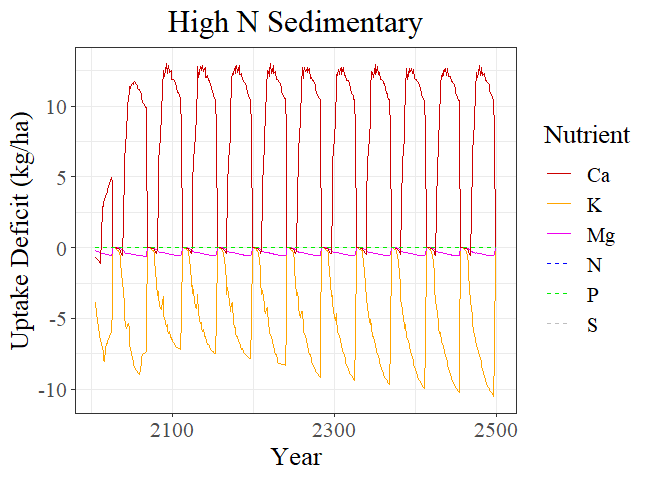 High N Sedimentary
Uptake Deficit (kg/ha)
10
5
0
-5
-10
2100
2300
2500
Year
Nutrient
Ca
K
Mg
N
P
S